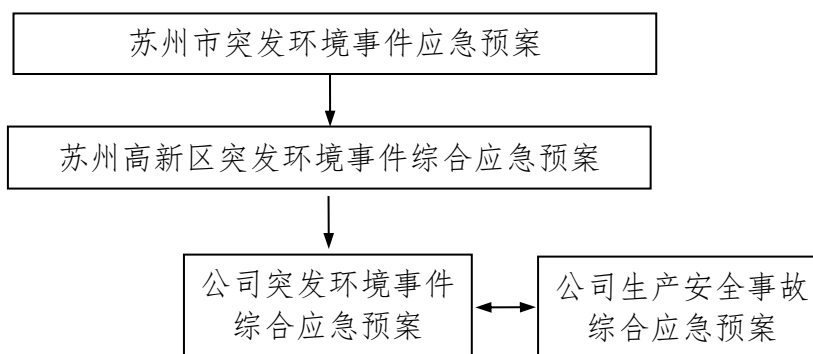 苏州市突发环境事件应急预案
苏州高新区突发环境事件综合应急预案
公司突发环境事件
综合应急预案
公司生产安全事故
综合应急预案